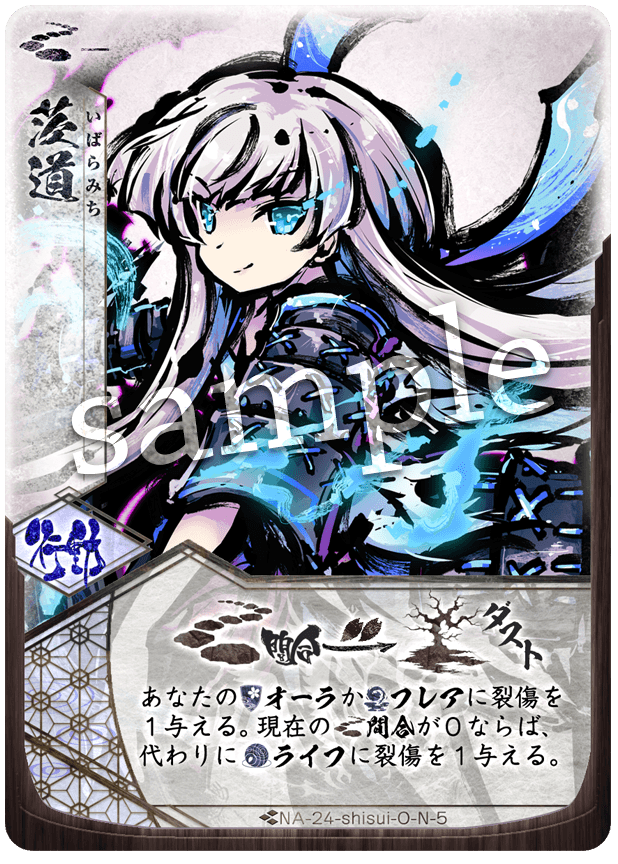 茨道
いばらみち
sample
行動
間合
ダスト
あなたのオーラかフレアに裂傷を
1与える。現在の間合が0ならば、
代わりにライフに裂傷を1与える。
NA-24-shisui-O-N-5